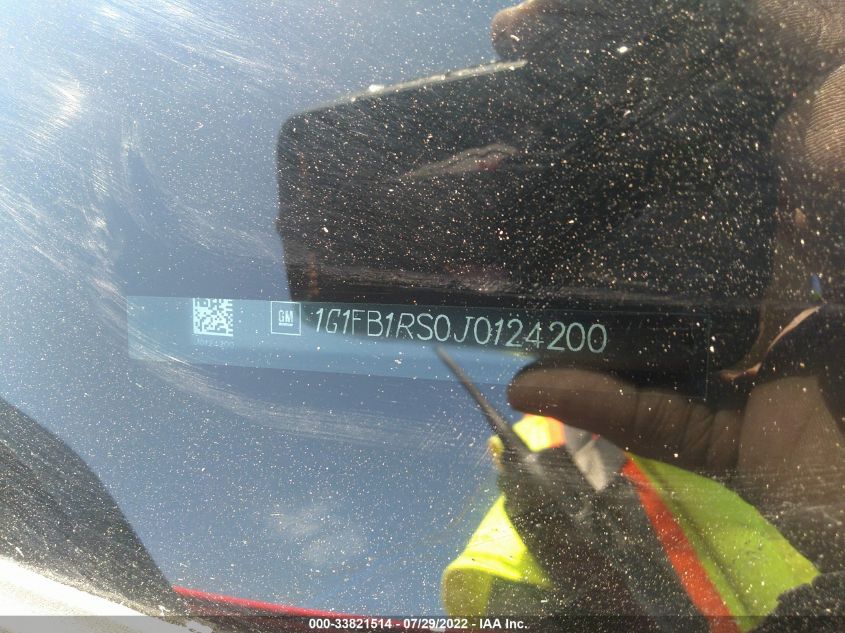 GM 1G1FB1RS0J0124200
000-33821514 - 07/29/2022 - IAA Inc.